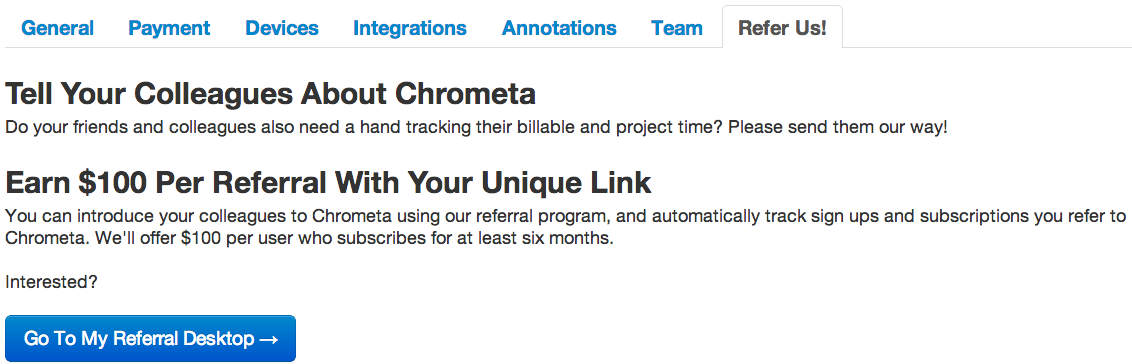 General Payment Devices Integrations Annotations Team Refer Us!
Tell Your Colleagues About Chrometa
Do your friends and colleagues also need a hand tracking their billable and project time? Please send them our way!
Earn $100 Per Referral With Your Unique Link
You can introduce your colleagues to Chrometa using our referral program, and automatically track sign ups and subscriptions you refer to
Chrometa. We'll offer $100 per user who subscribes for at least six months.
Interested?
Go To My Referral Desktop →